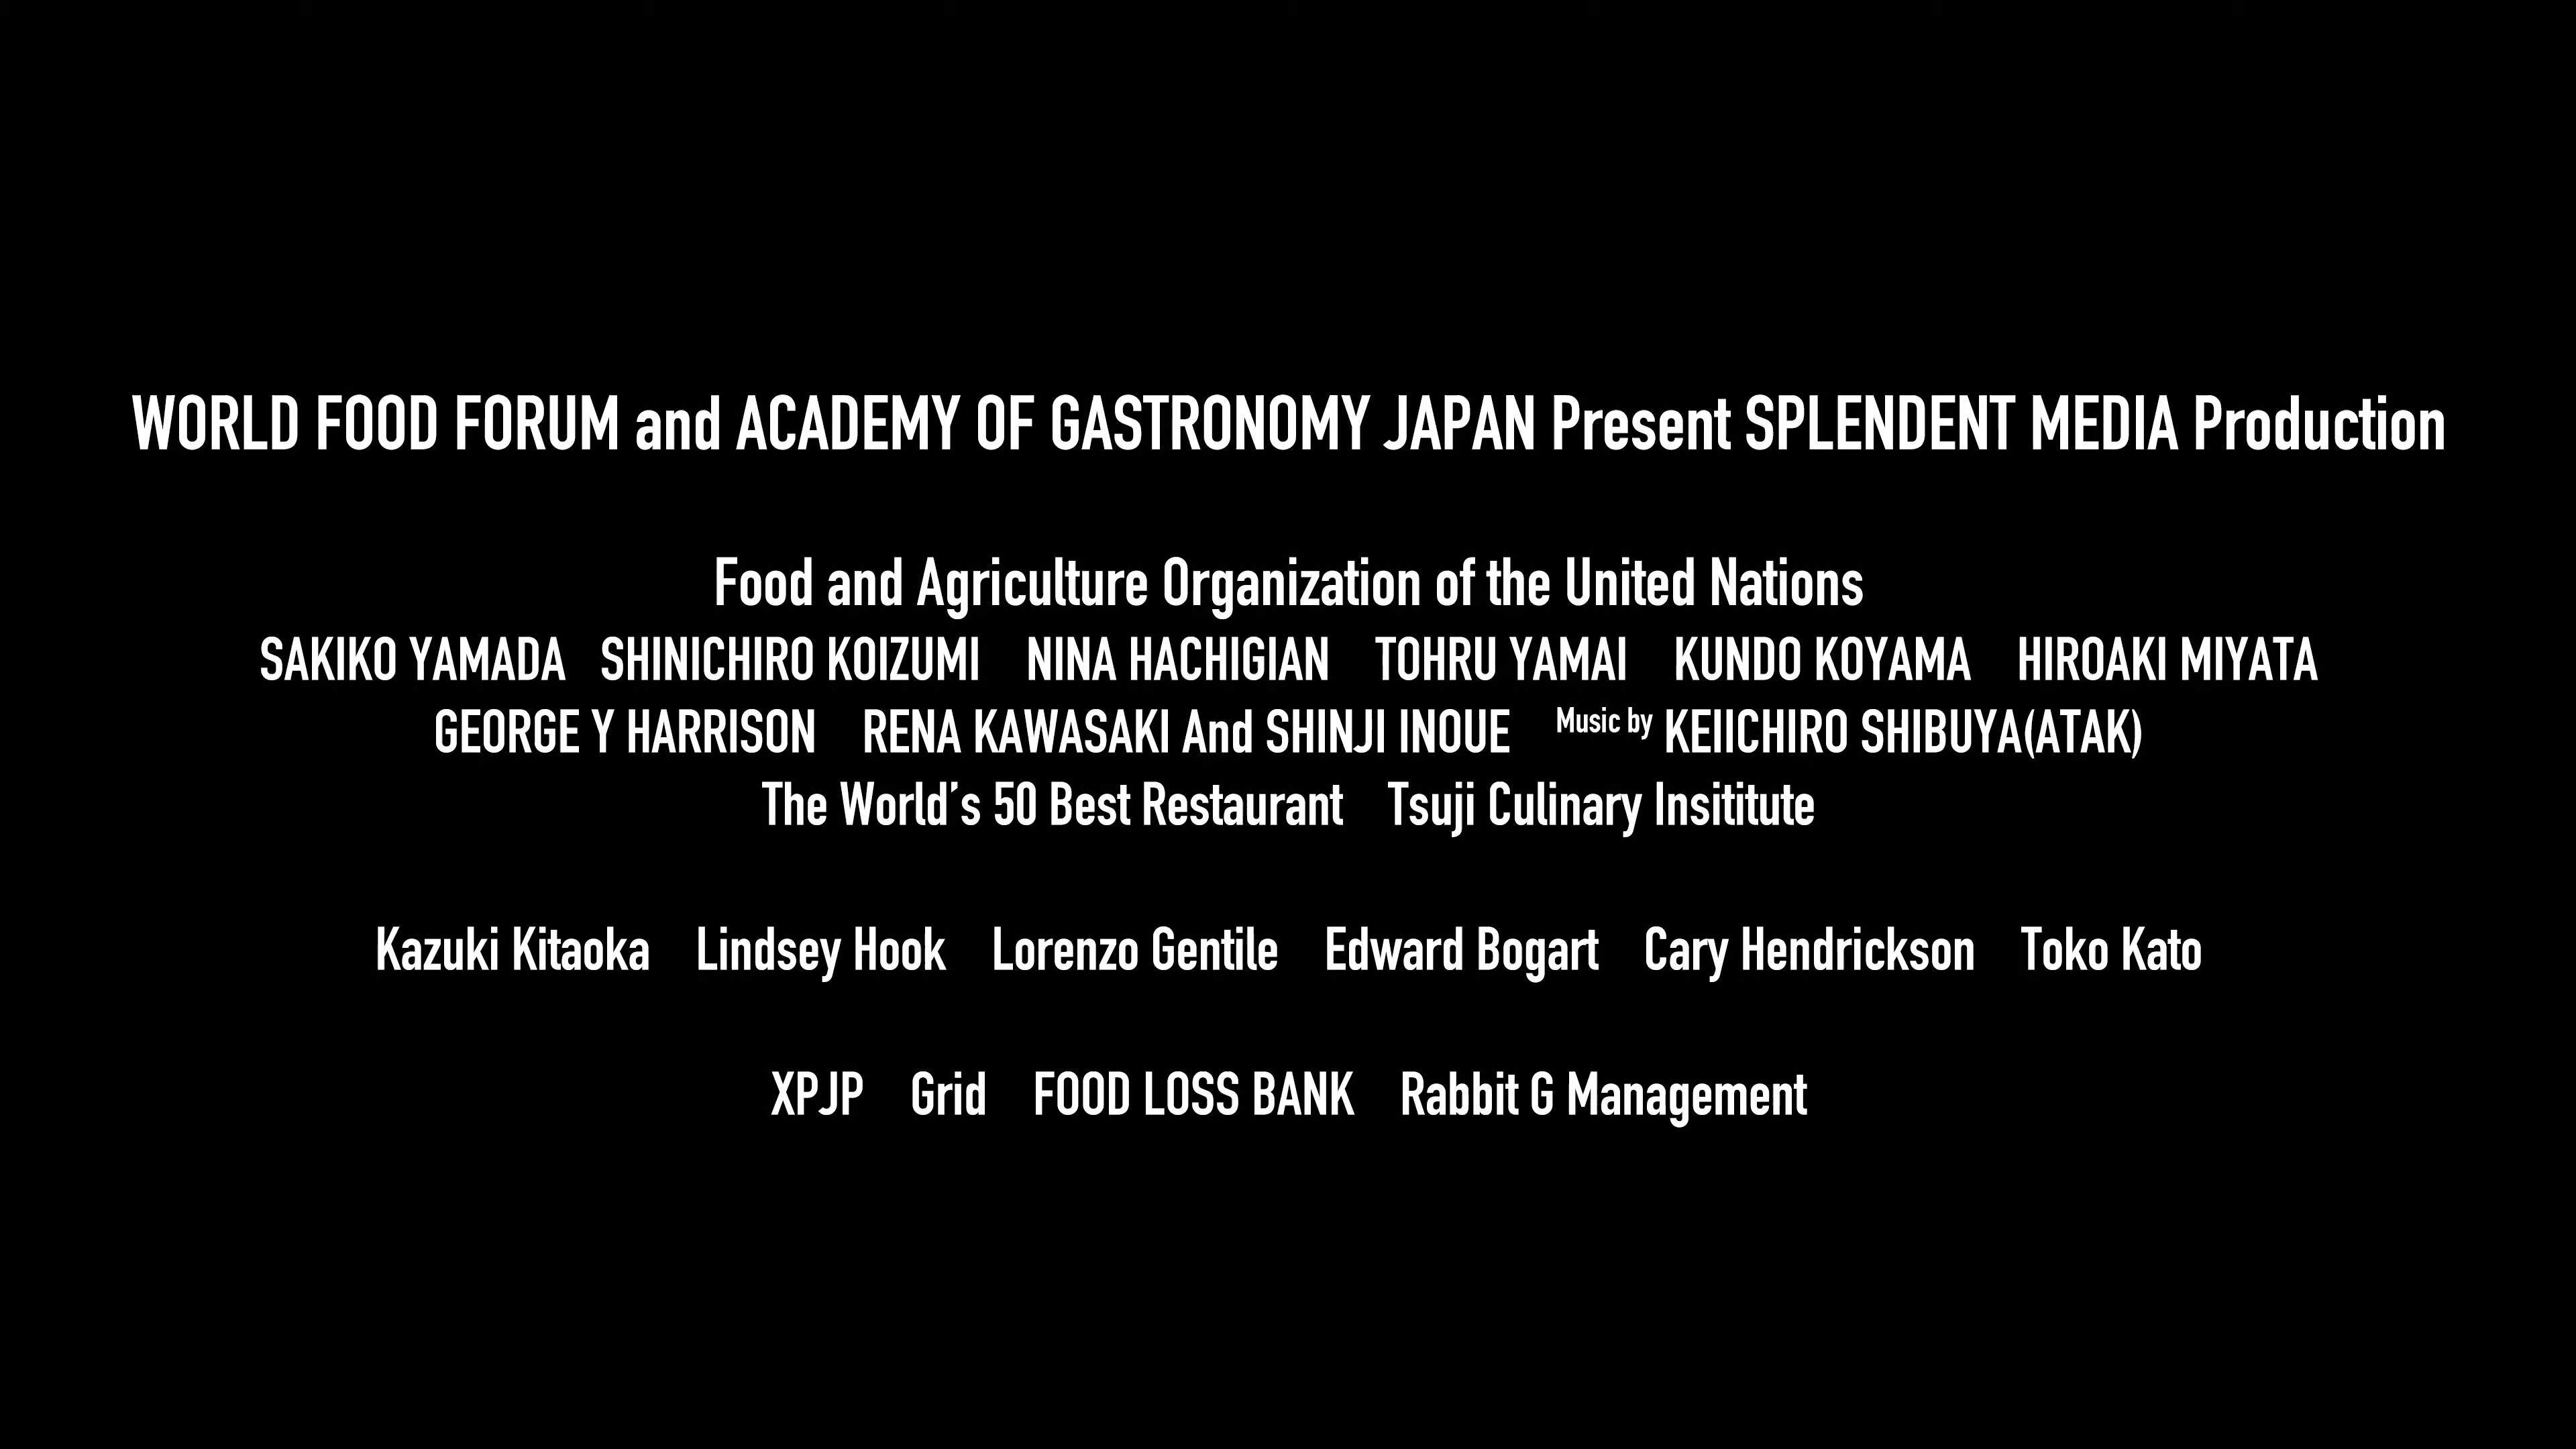 WORLD FOOD FORUM and ACADEMY OF GASTRONOMY JAPAN Present SPLENDENT MEDIA Production
Food and Agriculture Organization of the United Nations
SAKIKO YAMADA SHINICHIRO KOIZUMI NINA HACHIGIAN TOHRU YAMAI KUNDO KOYAMA HIROAKI MIYATA
GEORGE Y HARRISON RENA KAWASAKI And SHINJI INOUE Music by KEIICHIRO SHIBUYA(ATAK)
The World’s 50 Best Restaurant Tsuji Culinary Insititute
Kazuki Kitaoka Lindsey Hook Lorenzo Gentile Edward Bogart Cary Hendrickson Toko Kato
XPJP Grid FOOD LOSS BANK Rabbit G Management